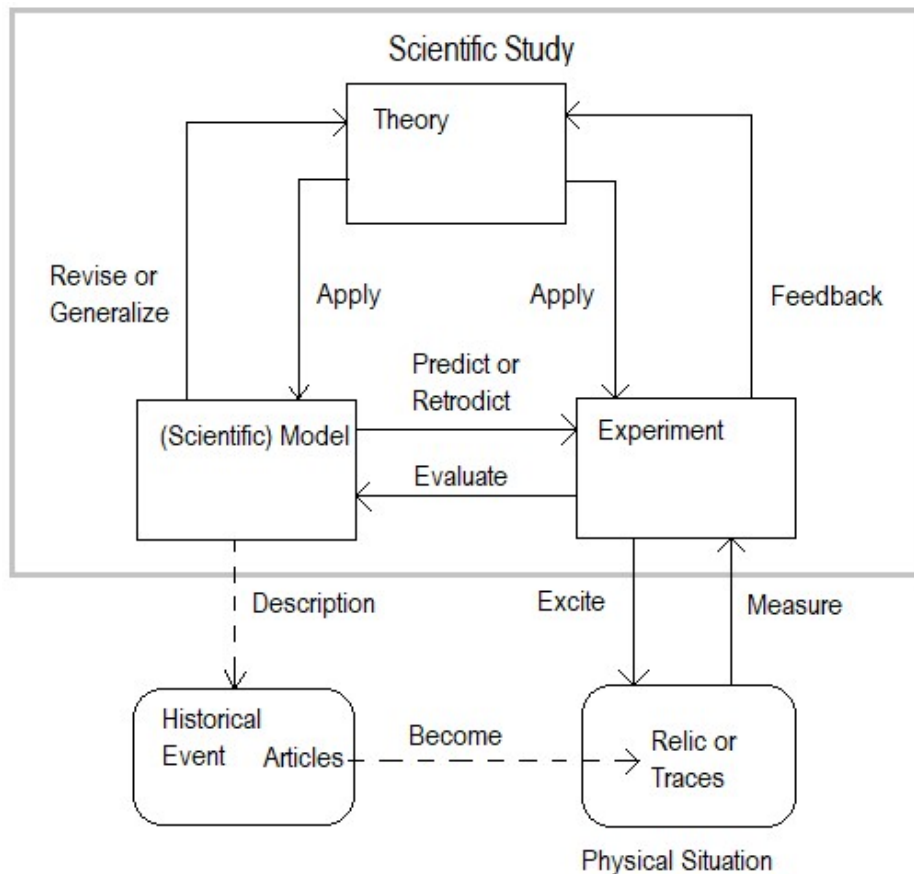 Scientific Study
Theory
Revise or
Generalize
Apply
Apply
Feedback
Predict or
Retrodict
(Scientific) Model
Experiment
Evaluate
Description
Excite
Measure
Historical
Event
Articles
Become
Relic or
Traces
Physical Situation